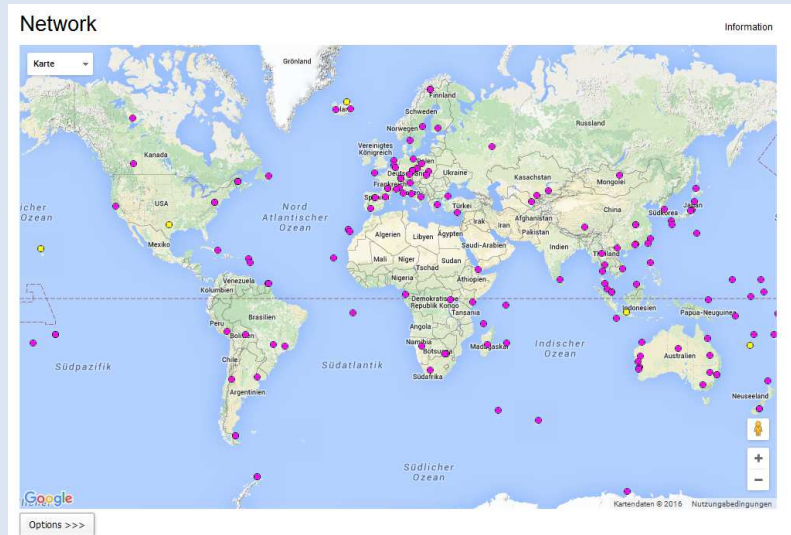 Network
Information
Karte
Grönland
Finnland
Schweden
Norwegen
Russland
Vereinigtes
Königreich
Kanada
Ukraine
Kasachstan
Mongolei
USA
Nord
Atlantischer
Ozean
Türkei
China
Südkorea
Japan
Ozean
Irak
Iran
Afghanistan
Pakistan
Mexiko
Algerien
Libyen
Ägypten
Saudi-Arabien
Indien
Mali
Niger
Tschad
Sudan
Thailand
Venezuela
Kolumbien
Nigeria
Äthiopien
Demokratische
Republik Kongo
Tansania
Indonesien
Papua-Neuguinea
Brasilien
Peru
Bolivien
Angola
Namibia
Botsuana
Madagaskar
Indischer
Ozean
Australien
Chile
Südpazifik
Südatlantik
Südafrika
Argentinien
Neuseeland
Südlicher
Ozean
Google
Kartendaten © 2016 Nutzungsbedingungen
Options >>>